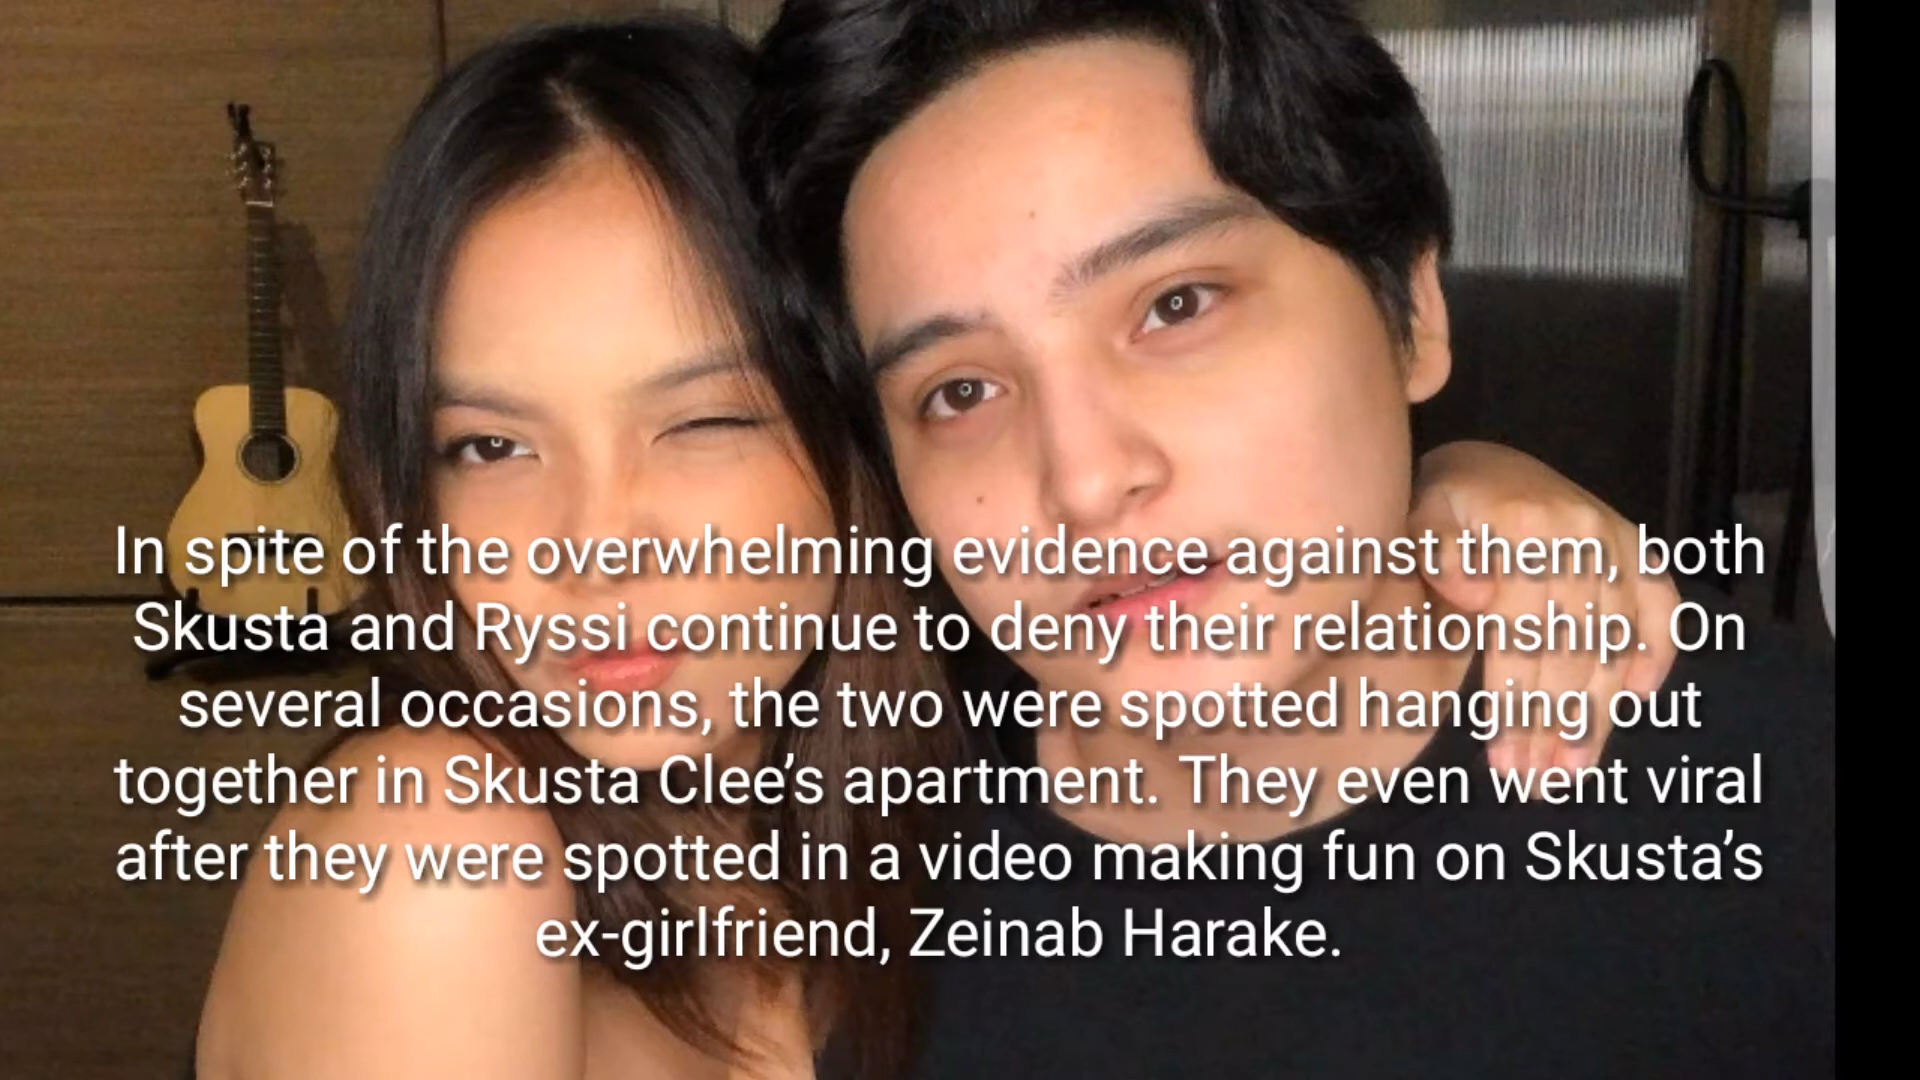 In spite of the overwhelming evidence against them, both
Skusta and Ryssi continue to deny their relationship. On
several occasions, the two were spotted hanging out
together in Skusta Clee’s apartment. They even went viral
after they were spotted in a video making fun on Skusta’s
ex-girlfriend, Zeinab Harake.